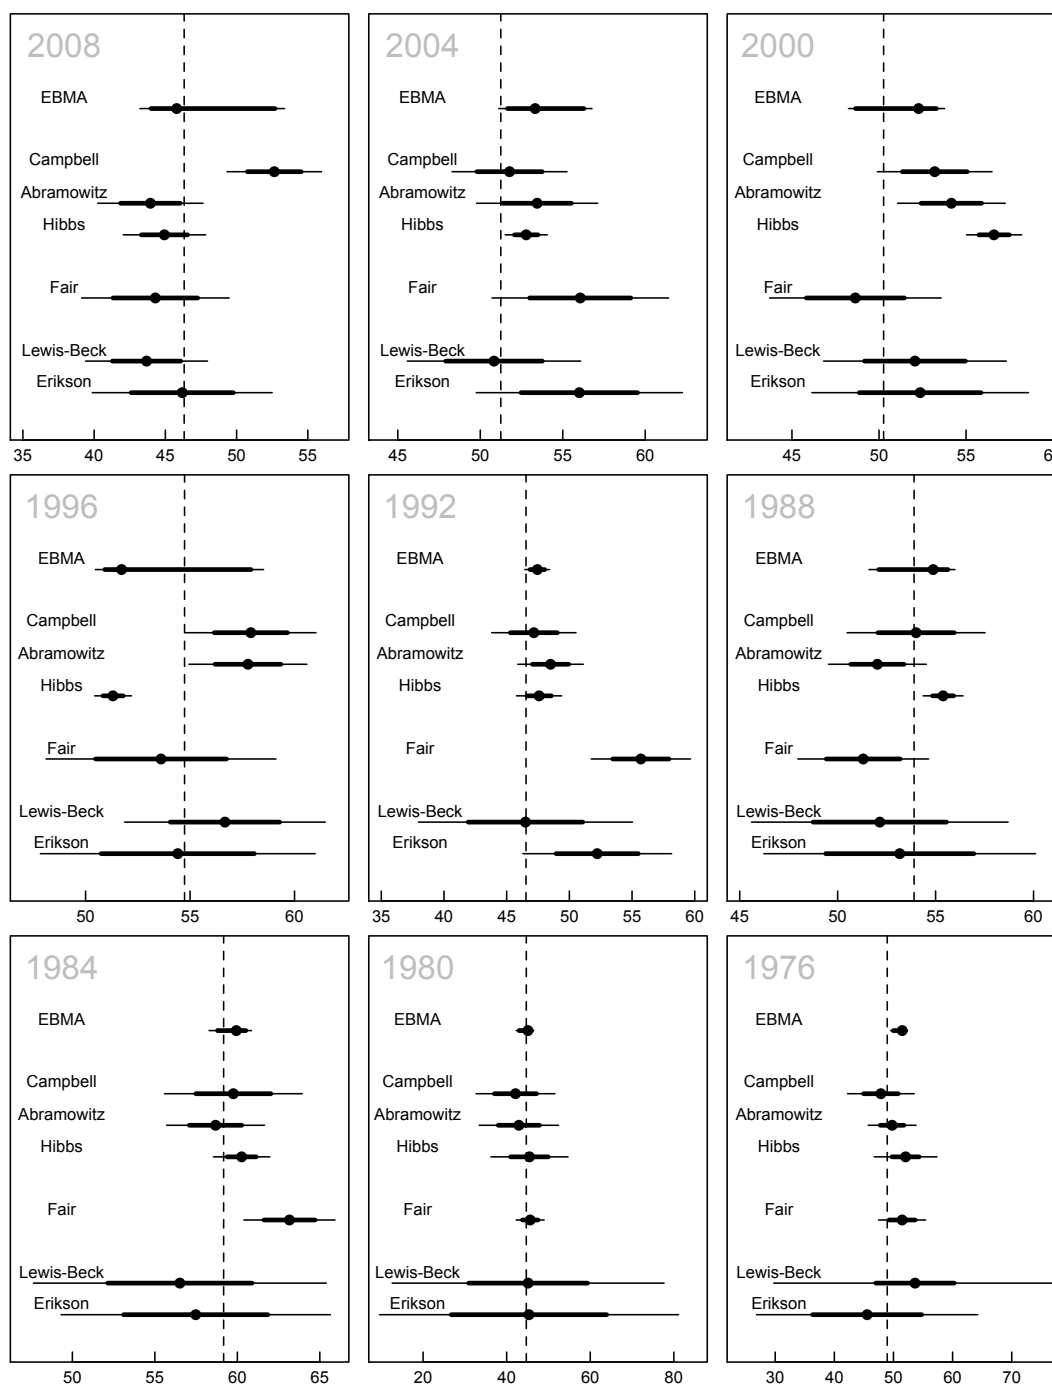 2008
EBMA
Campbell
Abramowitz
Hibbs
Fair
Lewis-Beck
Erikson
35 40 45 50 55
2004
EBMA
Campbell
Abramowitz
Hibbs
Fair
Lewis-Beck
Erikson
45 50 55 60
2000
EBMA
Campbell
Abramowitz
Hibbs
Fair
Lewis-Beck
Erikson
45 50 55 60
1996
EBMA
Campbell
Abramowitz
Hibbs
Fair
Lewis-Beck
Erikson
50 55 60
1992
EBMA
Campbell
Abramowitz
Hibbs
Fair
Lewis-Beck
Erikson
35 40 45 50 55 60
1988
EBMA
Campbell
Abramowitz
Hibbs
Fair
Lewis-Beck
Erikson
45 50 55 60
1984
EBMA
Campbell
Abramowitz
Hibbs
Fair
Lewis-Beck
Erikson
50 55 60 65
1980
EBMA
Campbell
Abramowitz
Hibbs
Fair
Lewis-Beck
Erikson
20 40 60 80
1976
EBMA
Campbell
Abramowitz
Hibbs
Fair
Lewis-Beck
Erikson
30 40 50 60 70